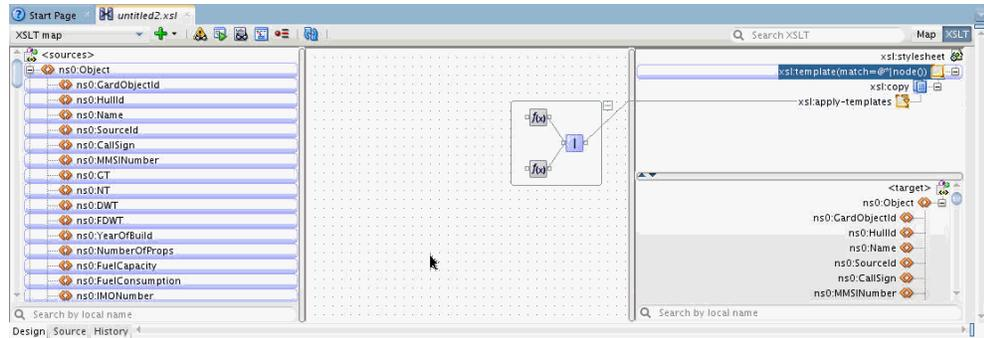 Start Page untitled2.xsl
XSLT map Search XSLT Map XSLT
<sources>
ns0:Object
ns0:GardObjectId
ns0:HullId
ns0:Name
ns0:SourceId
ns0:CallSign
ns0:MMSINumber
ns0:GT
ns0:NT
ns0:DWT
ns0:FDWT
ns0:YearOfBuild
ns0:NumberOfProps
ns0:FuelCapacity
ns0:FuelConsumption
ns0:IMONumber
Search by local name
f(x)
|
f(x)
xsl:stylesheet
xsl:template(match=@*|node())
xsl:copy
xsl:apply-templates
<target>
ns0:Object
ns0:GardObjectId
ns0:HullId
ns0:Name
ns0:SourceId
ns0:CallSign
ns0:MMSINumber
Search by local name
Design Source History